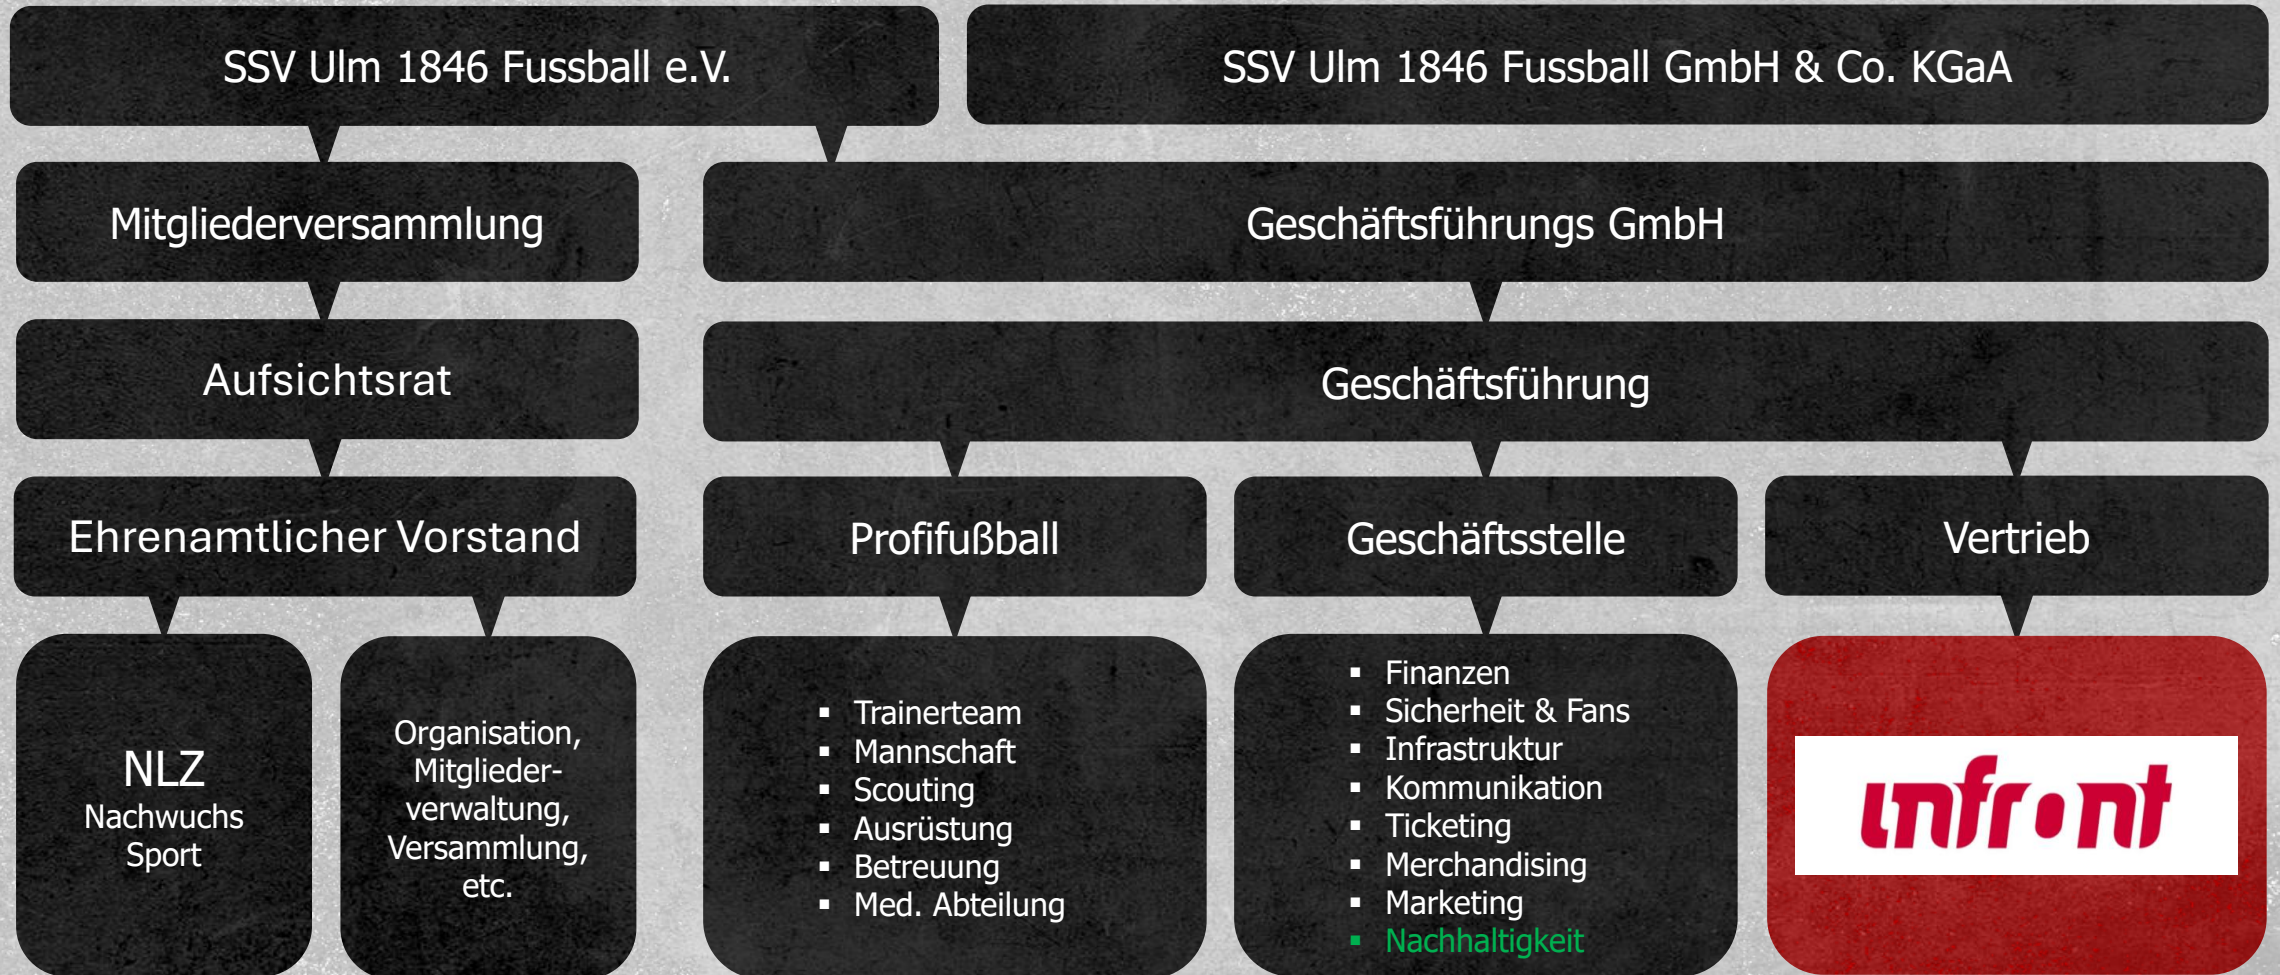 SSV Ulm 1846 Fussball e.V.
SSV Ulm 1846 Fussball GmbH & Co. KGaA
Mitgliederversammlung
Geschäftsführungs GmbH
Aufsichtsrat
Geschäftsführung
Ehrenamtlicher Vorstand
Profifußball
Geschäftsstelle
Vertrieb
NLZ
Nachwuchs
Sport
Organisation,
Mitglieder-
verwaltung,
Versammlung,
etc.
▪ Trainerteam
▪ Mannschaft
▪ Scouting
▪ Ausrüstung
▪ Betreuung
▪ Med. Abteilung
▪ Finanzen
▪ Sicherheit & Fans
▪ Infrastruktur
▪ Kommunikation
▪ Ticketing
▪ Merchandising
▪ Marketing
▪ Nachhaltigkeit
infront